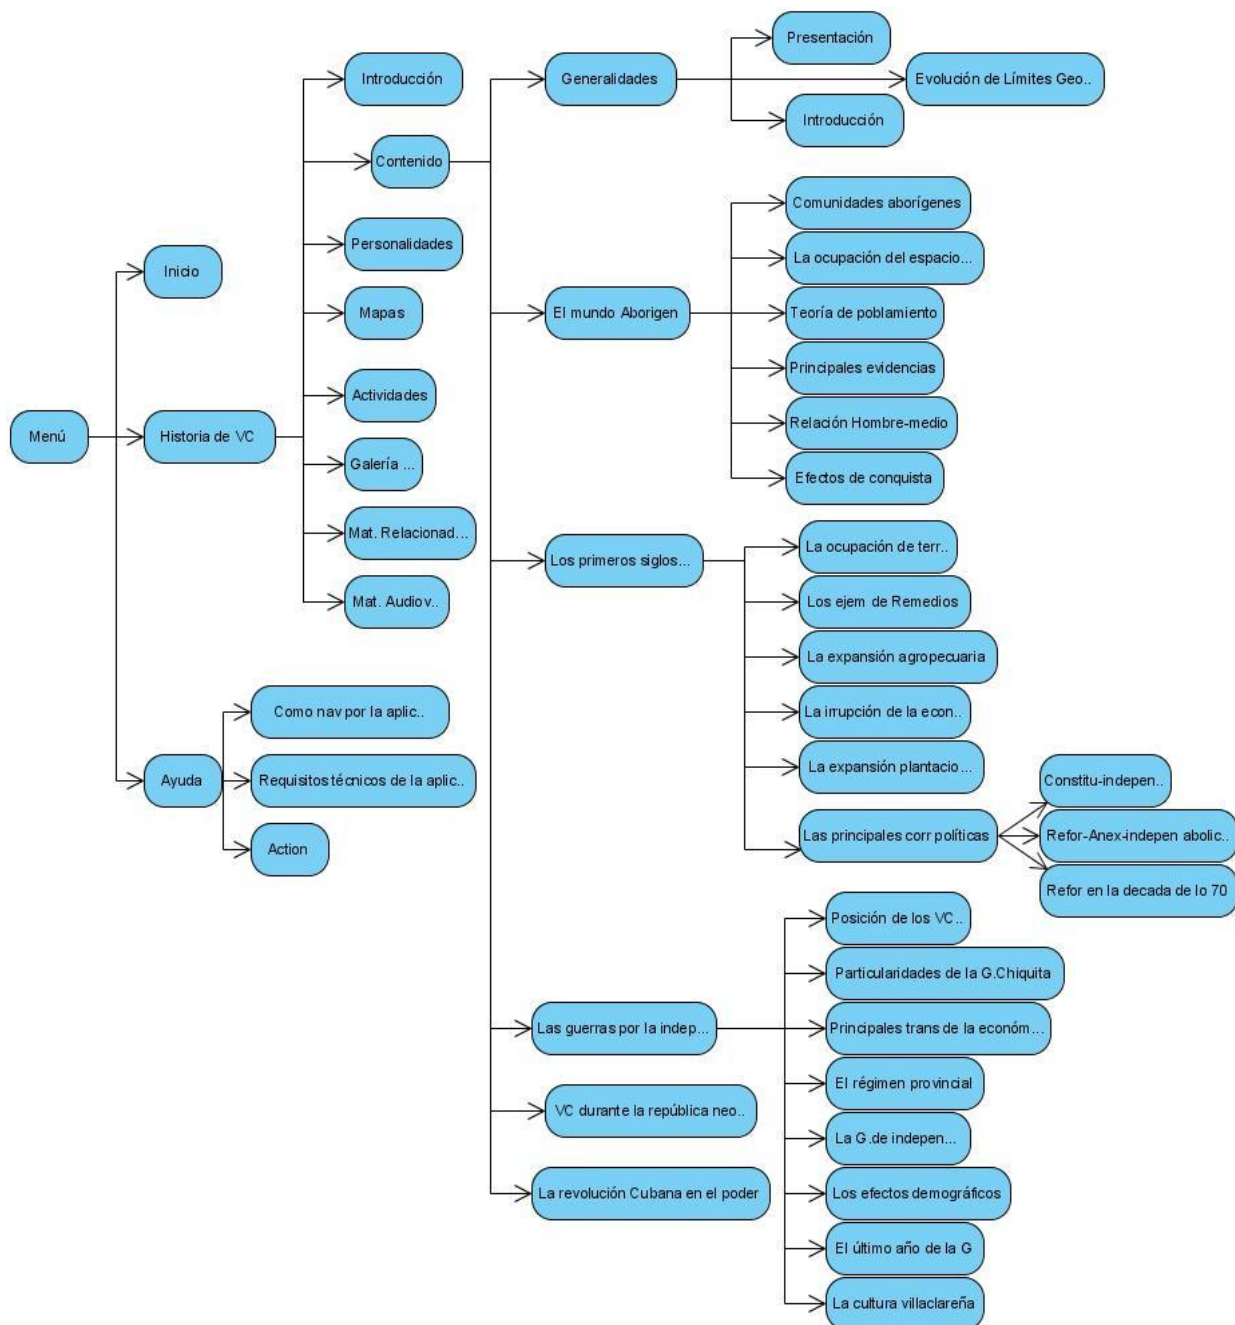 Menú
Inicio
Historia de VC
Ayuda
Introducción
Contenido
Personalidades
Mapas
Actividades
Galería ...
Mat. Relacionad...
Mat. Audiov..
Como nav por la aplic..
Requisitos técnicos de la aplic..
Action
Generalidades
El mundo Aborigen
Los primeros siglos...
Las guerras por la indep...
VC durante la república neo..
La revolución Cubana en el poder
Presentación
Evolución de Límites Geo..
Introducción
Comunidades aborígenes
La ocupación del espacio...
Teoría de poblamiento
Principales evidencias
Relación Hombre-medio
Efectos de conquista
La ocupación de terr..
Los ejem de Remedios
La expansión agropecuaria
La irrupción de la econ..
La expansión plantacio...
Las principales corr políticas
Constitu-indepen..
Refor-Anex-indepen abolic..
Refor en la decada de lo 70
Posición de los VC..
Particularidades de la G.Chiquita
Principales trans de la económ...
El régimen provincial
La G.de indepen...
Los efectos demográficos
El último año de la G
La cultura villaclareña